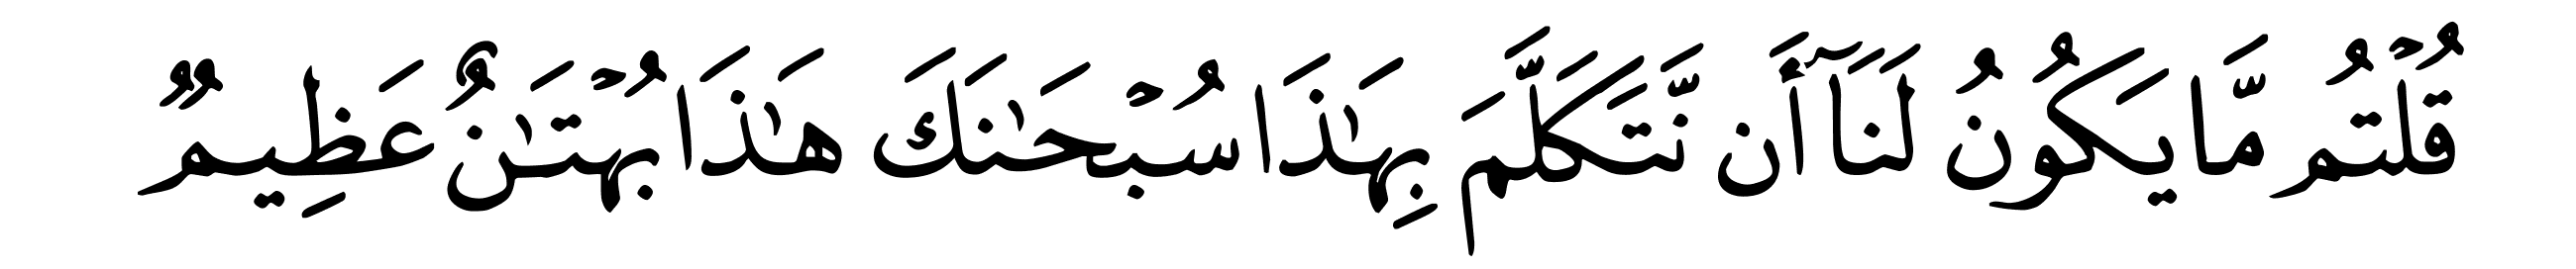 قُلْتُم مَّا يَكُونُ لَنَآ أَن نَّتَكَلَّمَ بِهَٰذَا سُبْحَٰنَكَ هَٰذَا بُهْتَٰنٌ عَظِيمٌ